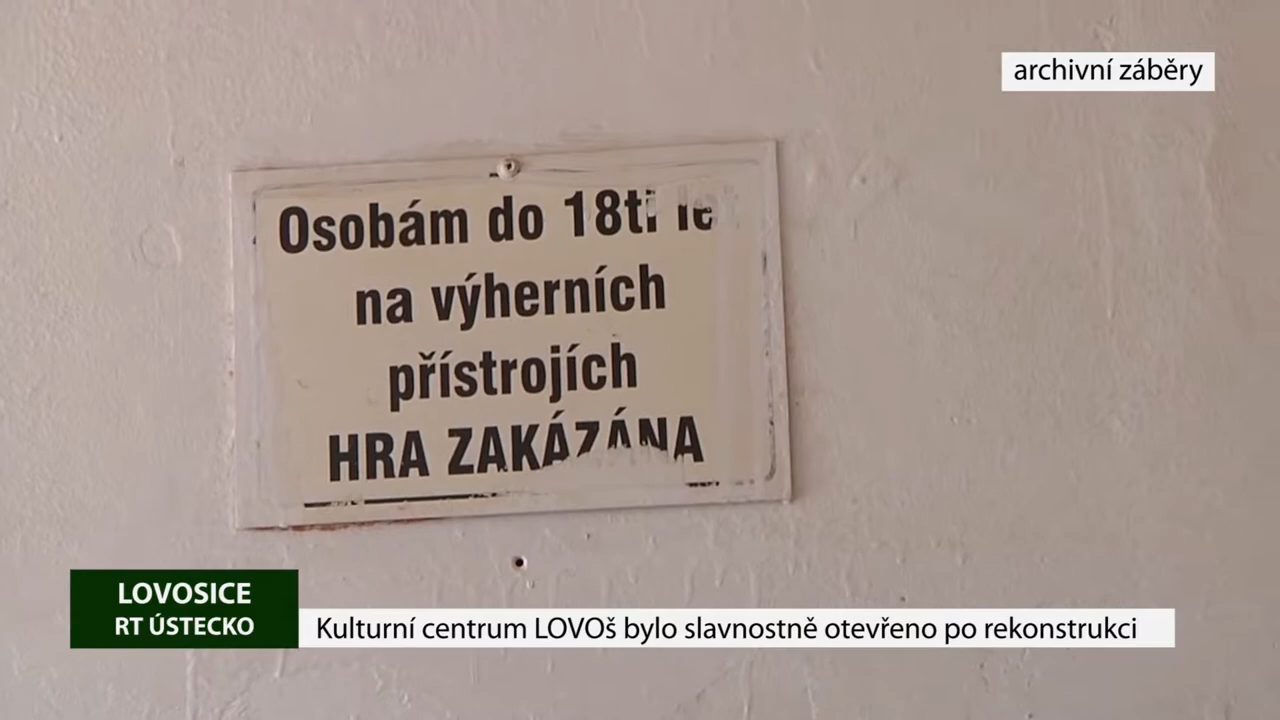 archivní záběry
Osobám do 18ti le
na výherních
přístrojích
HRA ZAKÁZÁNA
LOVOSICE
RT ÚSTECKO
Kulturní centrum LOVOš bylo slavnostně otevřeno po rekonstrukci